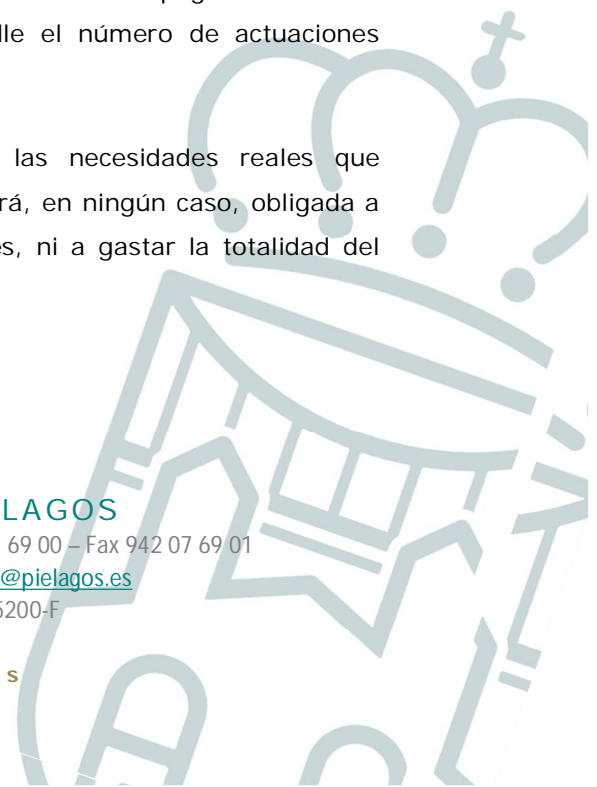 lle el número de actuaciones
las necesidades reales que
rá, en ningún caso, obligada a
s, ni a gastar la totalidad del
LAGOS
69 00 – Fax 942 07 69 01
@pielagos.es
5200-F
s